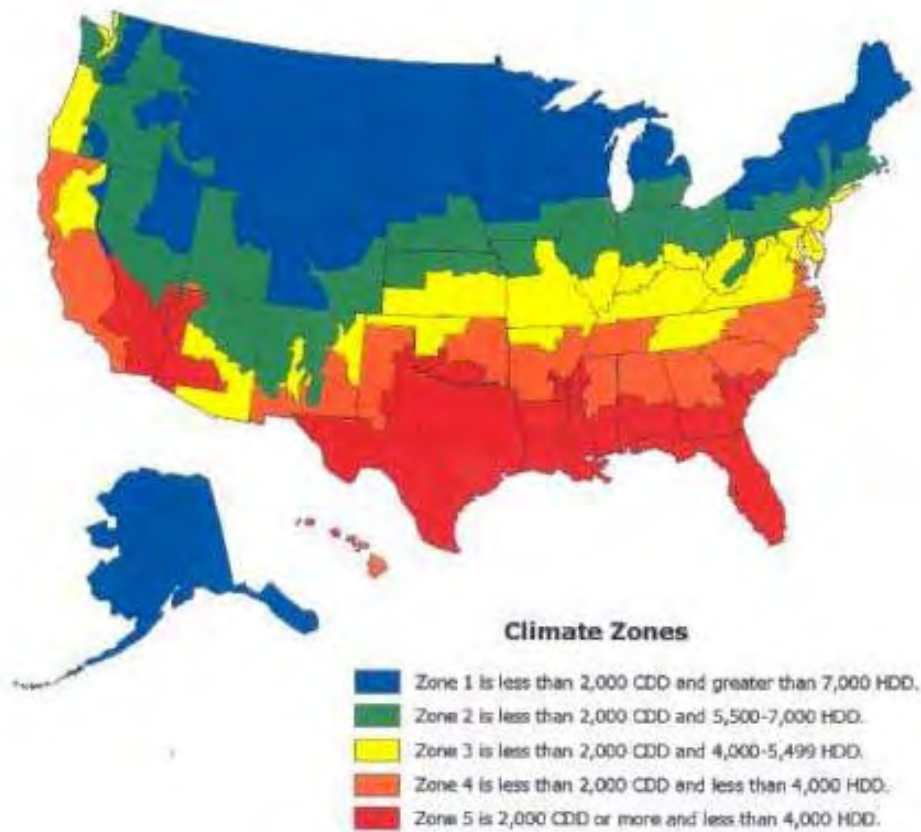 Climate Zones
Zone 1 is less than 2,000 CDD and greater than 7,000 HDD.
Zone 2 is less than 2,000 CDD and 5,500-7,000 HDD.
Zone 3 is less than 2,000 CDD and 4,000-5,499 HDD.
Zone 4 is less than 2,000 CDD and less than 4,000 HDD.
Zone 5 is 2,000 CDD or more and less than 4,000 HDD.